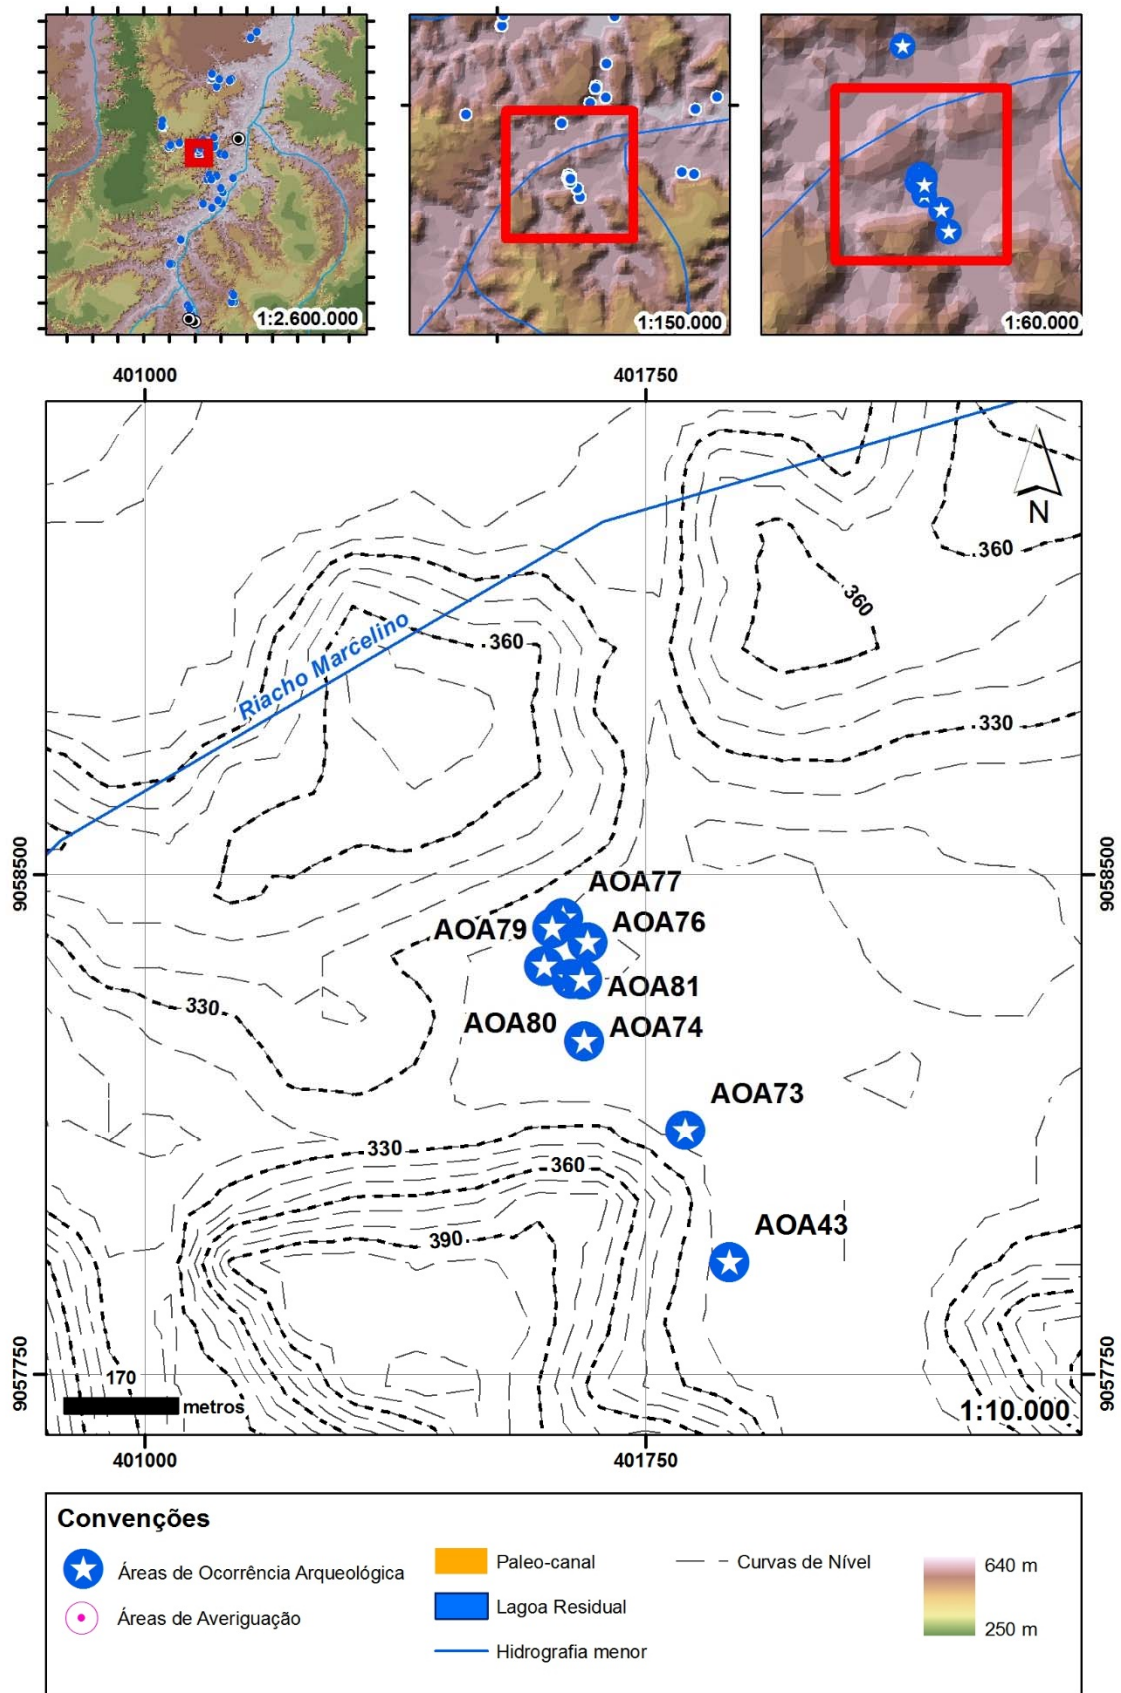 1:2.600.000
1:150.000
1:60.000
401000
401750
N
360
360
360
Riacho Marcelino
330
9058500
9058500
AOA77
AOA79
AOA76
AOA81
330
AOA80
AOA74
AOA73
330
360
AOA43
390
9057750
9057750
170
metros
1:10.000
401000
401750
Convenções
Áreas de Ocorrência Arqueológica
Áreas de Averiguação
Paleo-canal
Lagoa Residual
Hidrografia menor
Curvas de Nível
640 m
250 m